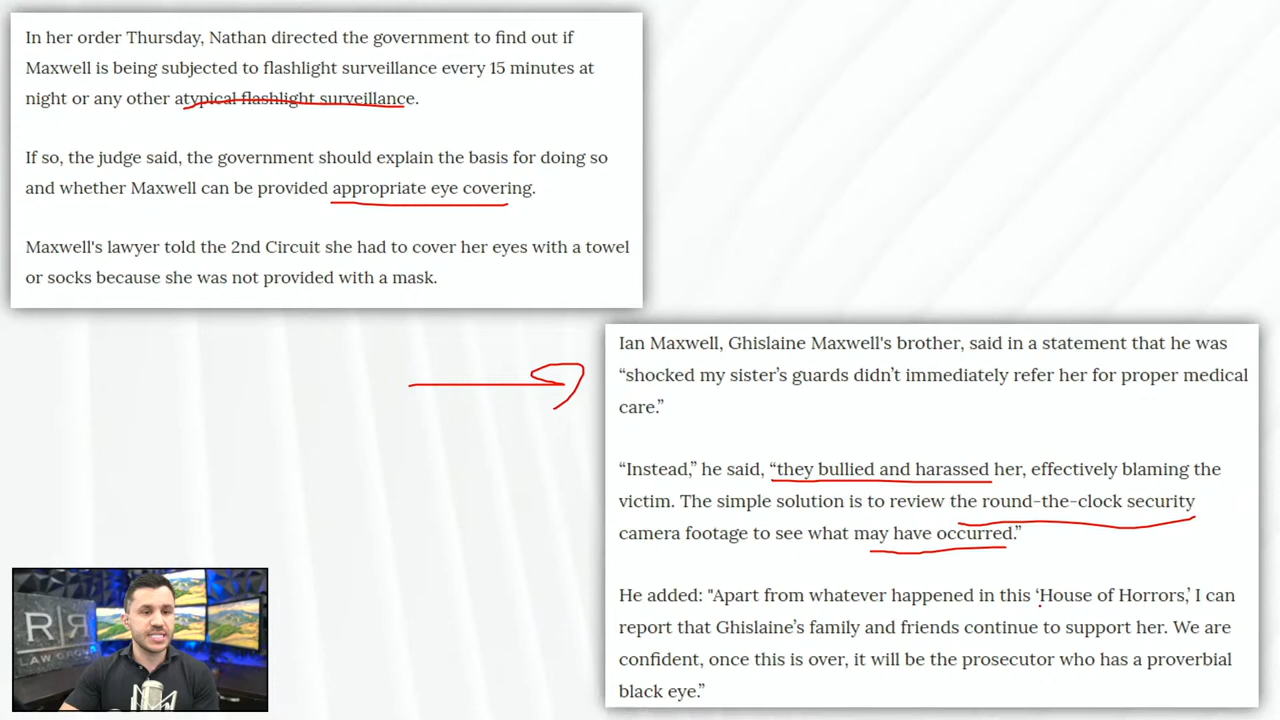 In her order Thursday, Nathan directed the government to find out if
Maxwell is being subjected to flashlight surveillance every 15 minutes at
night or any other atypical flashlight surveillance.
If so, the judge said, the government should explain the basis for doing so
and whether Maxwell can be provided appropriate eye covering.
Maxwell's lawyer told the 2nd Circuit she had to cover her eyes with a towel
or socks because she was not provided with a mask.
Ian Maxwell, Ghislaine Maxwell's brother, said in a statement that he was
“shocked my sister’s guards didn’t immediately refer her for proper medical
care.”
“Instead,” he said, “they bullied and harassed her, effectively blaming the
victim. The simple solution is to review the round-the-clock security
camera footage to see what may have occurred.”
He added: "Apart from whatever happened in this ‘House of Horrors,’ I can
report that Ghislaine’s family and friends continue to support her. We are
confident, once this is over, it will be the prosecutor who has a proverbial
black eye.”
R|R
LAW GROUP